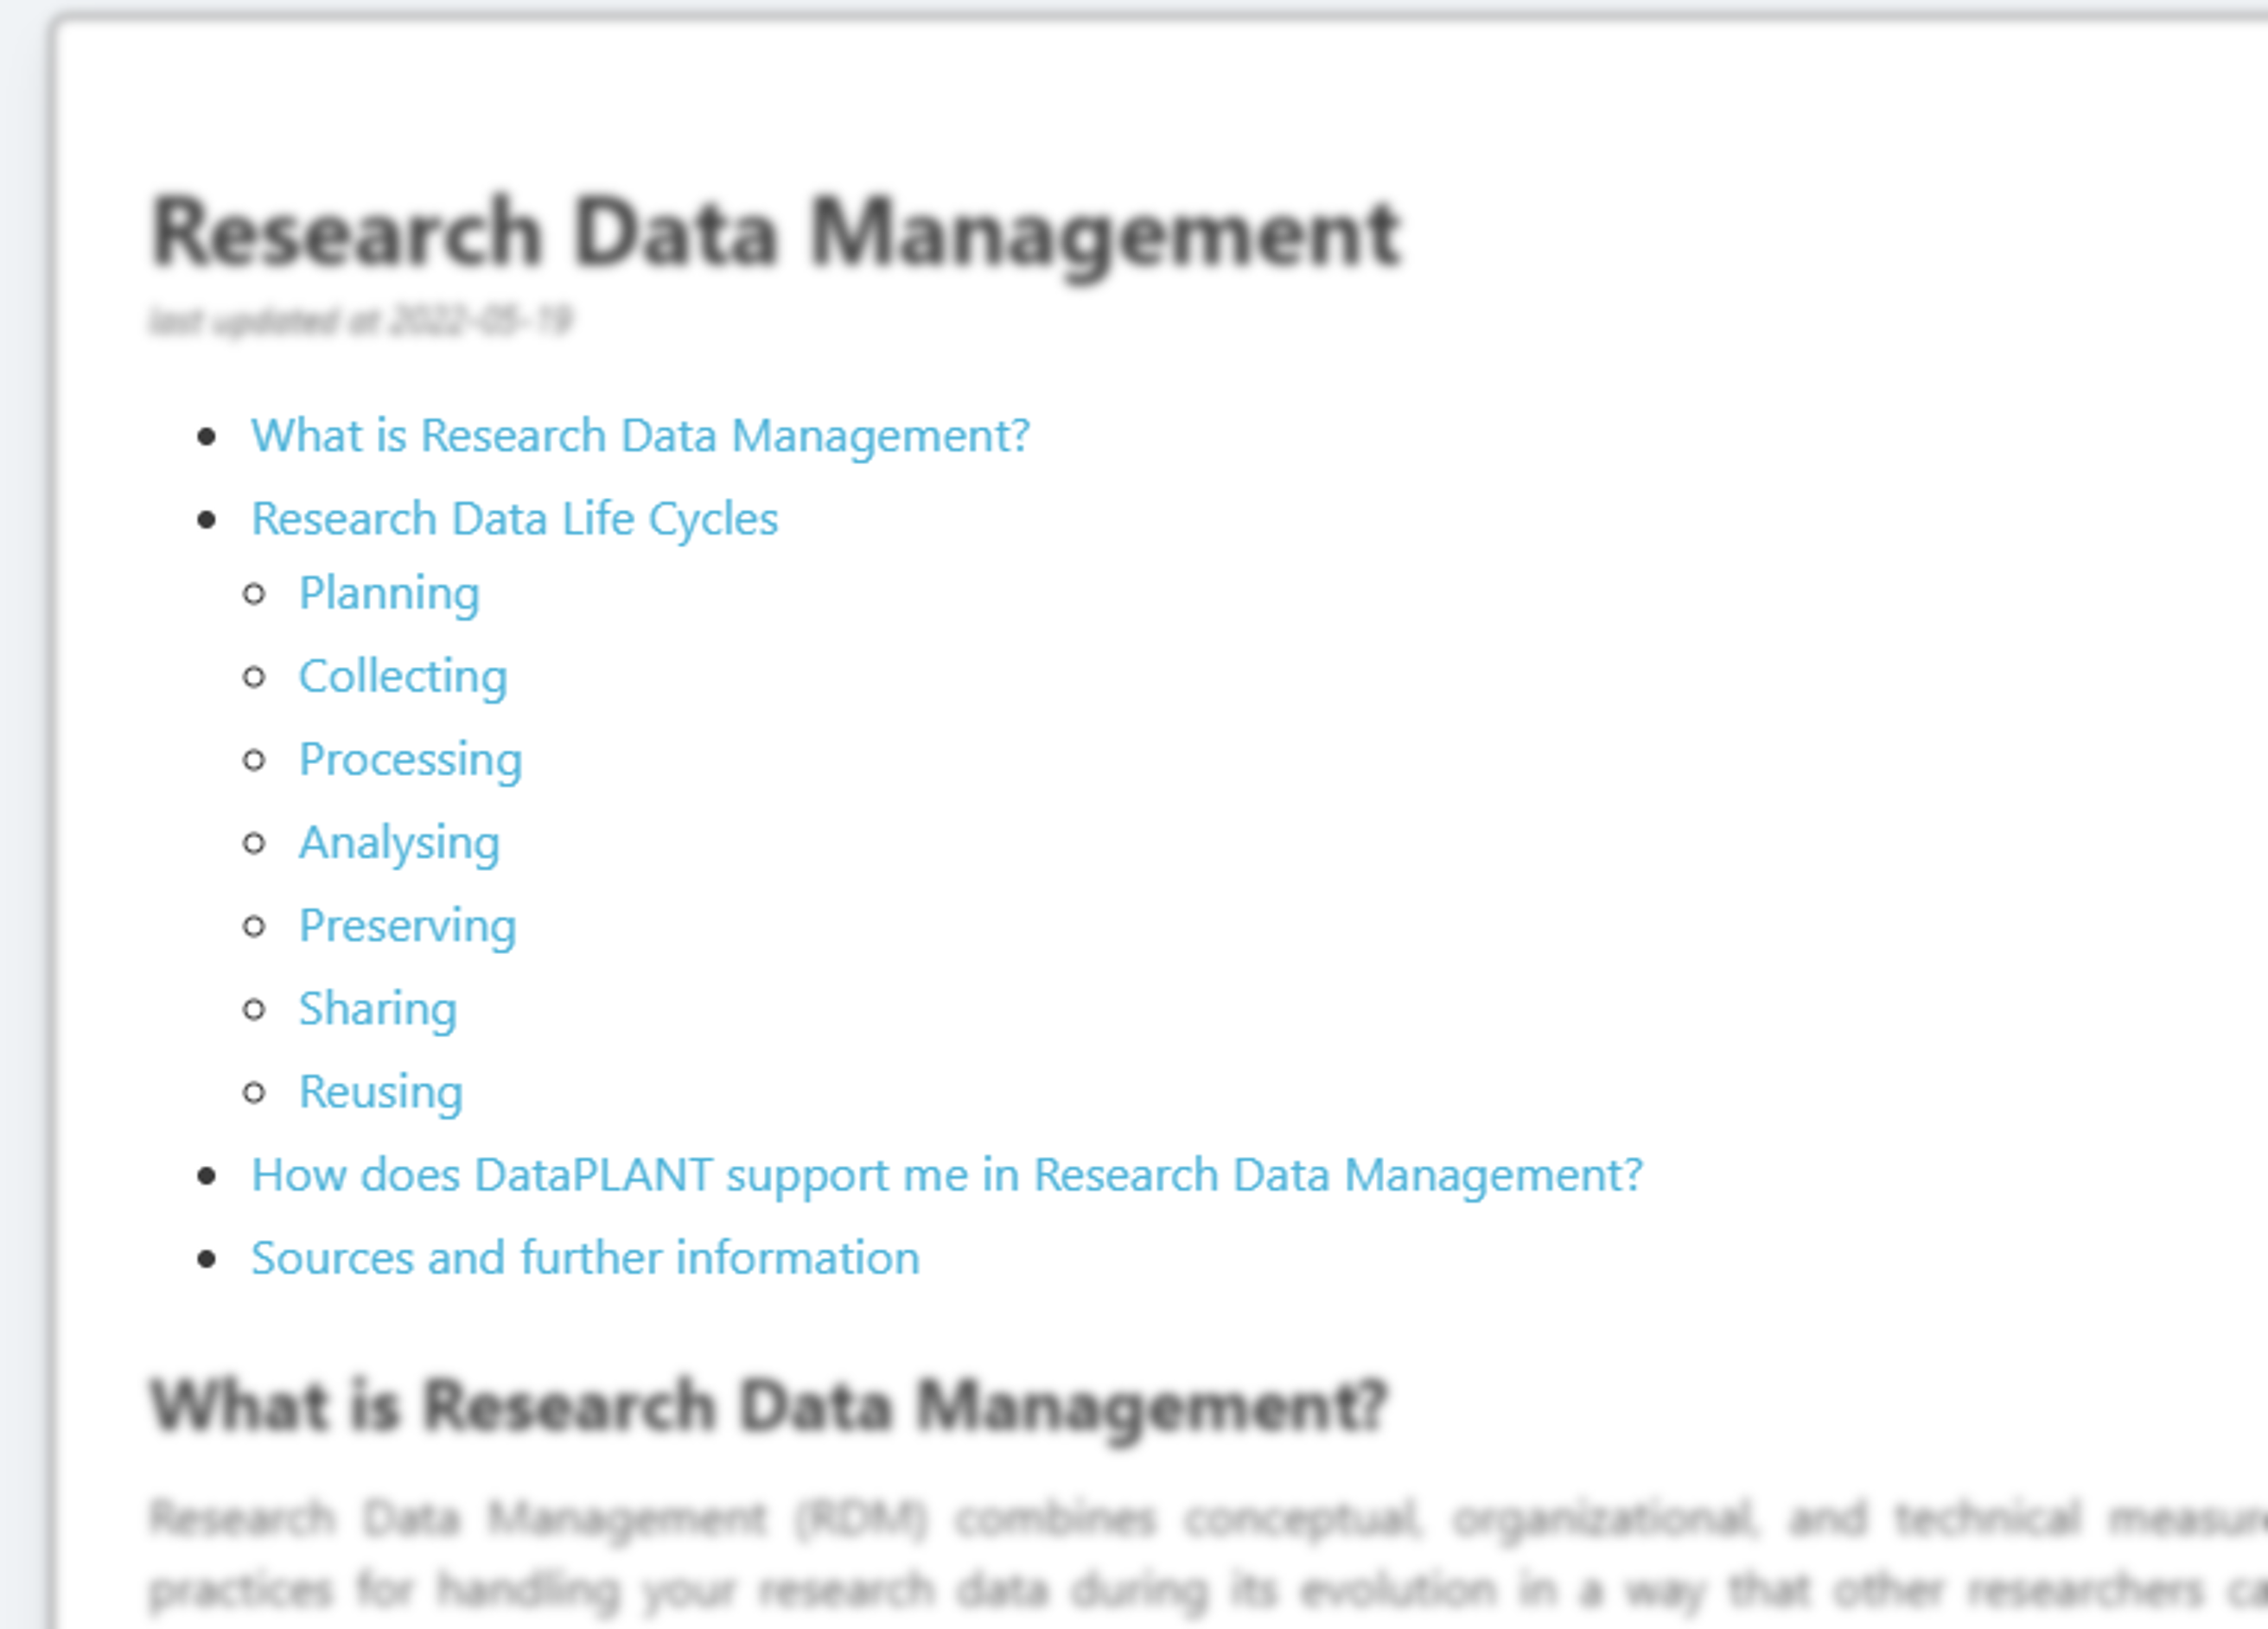 Research Data Management
last updated at 2022-05-19
What is Research Data Management?
Research Data Life Cycles
Planning
Collecting
Processing
Analysing
Preserving
Sharing
Reusing
How does DataPLANT support me in Research Data Management?
Sources and further information
What is Research Data Management?
Research Data Management (RDM) combines conceptual, organizational, and technical
practices for handling your research data during its evolution in a way that other researchers